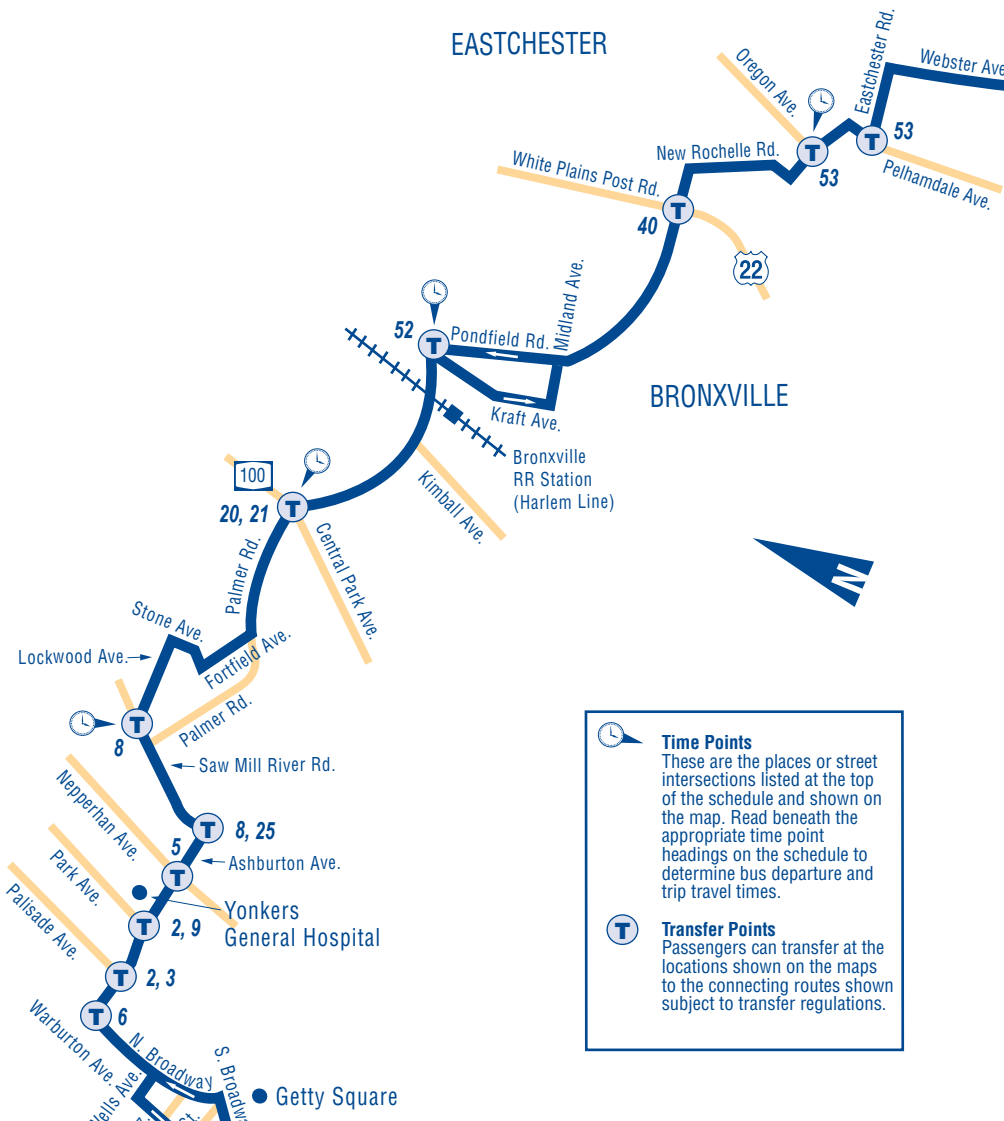 EASTCHESTER
Oregon Ave.
Eastchester Rd.
Webster Ave
T
53
T
53
New Rochelle Rd.
Pelhamdale Ave.
White Plains Post Rd.
T
40
22
Midland Ave.
52
T
Pondfield Rd.
Kraft Ave.
BRONXVILLE
Bronxville
RR Station
(Harlem Line)
Kimball Ave.
100
T
20, 21
Central Park Ave.
Palmer Rd.
N
Stone Ave.
Lockwood Ave.
Fortfield Ave.
Palmer Rd.
T
8
Saw Mill River Rd.
Nepperhan Ave.
T
8, 25
5
T
Ashburton Ave.
Park Ave.
Palisade Ave.
Yonkers
General Hospital
T
2, 9
T
2, 3
T
6
Warburton Ave.
N. Broadway
S. Broadwa
Getty Square
ells Ave.
St.
Time Points
These are the places or street
intersections listed at the top
of the schedule and shown on
the map. Read beneath the
appropriate time point
headings on the schedule to
determine bus departure and
trip travel times.
T
Transfer Points
Passengers can transfer at the
locations shown on the maps
to the connecting routes shown
subject to transfer regulations.